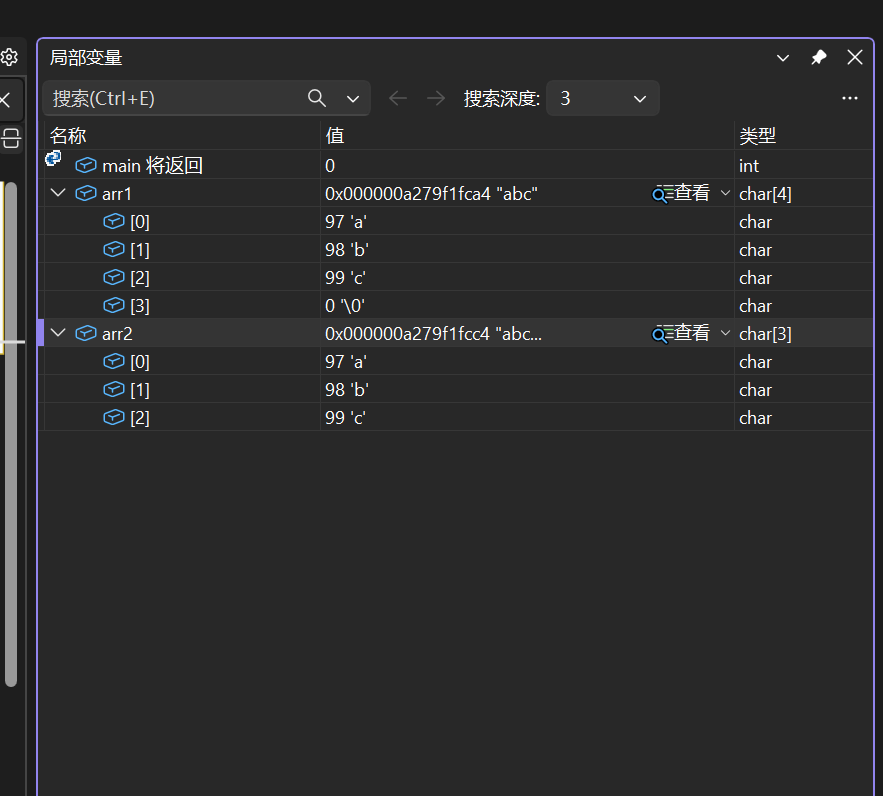 局部变量
搜索(Ctrl+E) 搜索深度: 3
名称 值 类型
main 将返回 0 int
arr1 0x000000a279f1fca4 "abc" 查看 char[4]
[0] 97 'a' char
[1] 98 'b' char
[2] 99 'c' char
[3] 0 '\0' char
arr2 0x000000a279f1fcc4 "abc... 查看 char[3]
[0] 97 'a' char
[1] 98 'b' char
[2] 99 'c' char